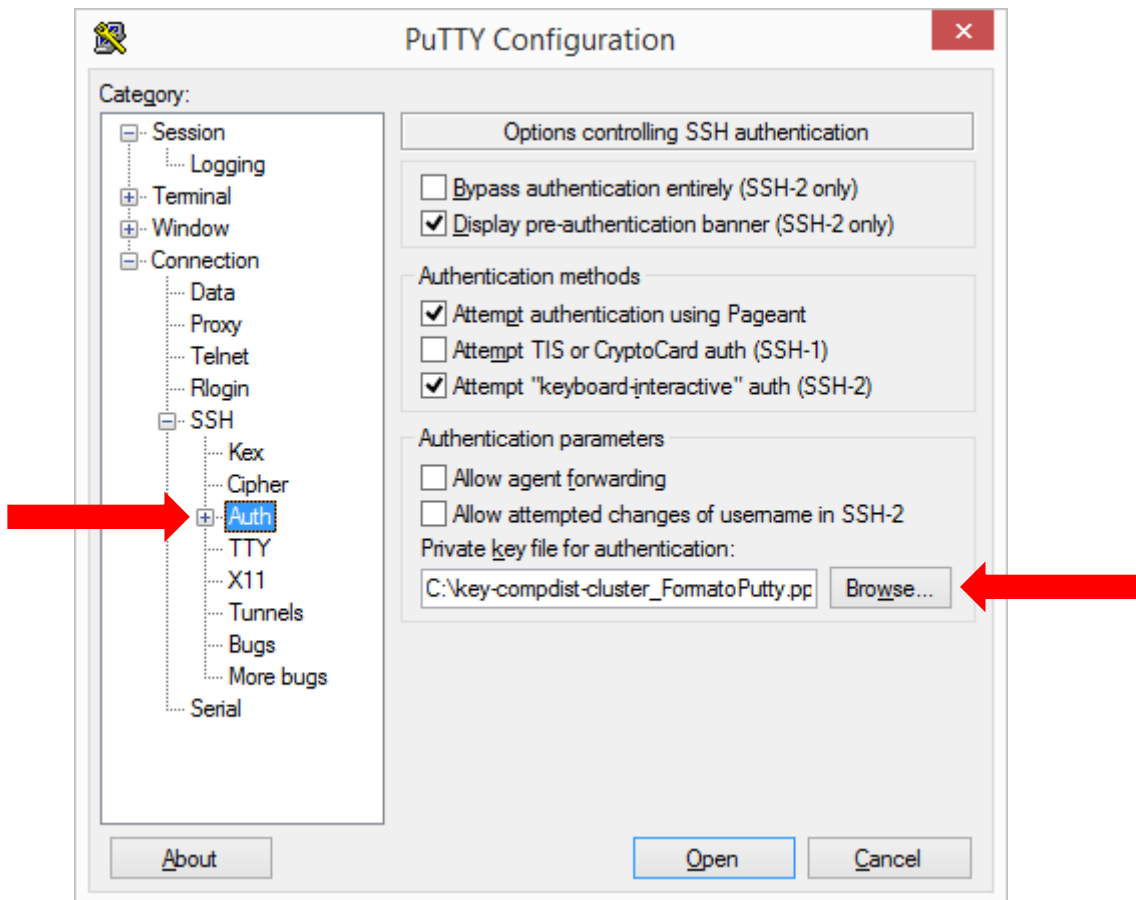 PuTTY Configuration
Category:
Session
Logging
Terminal
Window
Connection
Data
Proxy
Telnet
Rlogin
SSH
Kex
Cipher
Auth
TTY
X11
Tunnels
Bugs
More bugs
Serial
Options controlling SSH authentication
Bypass authentication entirely (SSH-2 only)
Display pre-authentication banner (SSH-2 only)
Authentication methods
Attempt authentication using Pageant
Attempt TIS or CryptoCard auth (SSH-1)
Attempt "keyboard-interactive" auth (SSH-2)
Authentication parameters
Allow agent forwarding
Allow attempted changes of username in SSH-2
Private key file for authentication:
C:\key-compdist-cluster_FormatoPutty.pp
Browse...
About
Open
Cancel